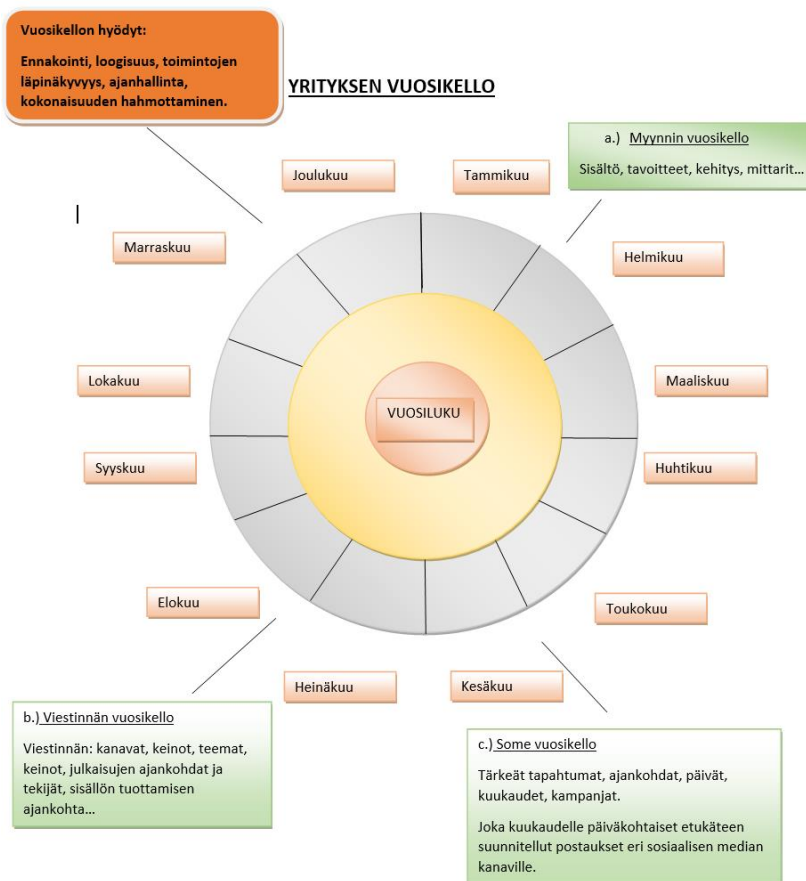 Vuosikellon hyödyt:
Ennakointi, loogisuus, toimintojen
läpinäkyvyys, ajanhallinta,
kokonaisuuden hahmottaminen.
YRITYKSEN VUOSIKELLO
a.) Myynnin vuosikello
Sisältö, tavoitteet, kehitys, mittarit...
Joulukuu
Tammikuu
Marraskuu
Helmikuu
Lokakuu
Maaliskuu
VUOSILUKU
Syyskuu
Huhtikuu
Elokuu
Toukokuu
Heinäkuu
Kesäkuu
b.) Viestinnän vuosikello
Viestinnän: kanavat, keinot, teemat,
keinot, julkaisujen ajankohdat ja
tekijät, sisällön tuottamisen
ajankohta...
c.) Some vuosikello
Tärkeät tapahtumat, ajankohdat, päivät,
kuukaudet, kampanjat.
Joka kuukaudelle päiväkohtaiset etukäteen
suunnitellut postaukset eri sosiaalisen median
kanaville.